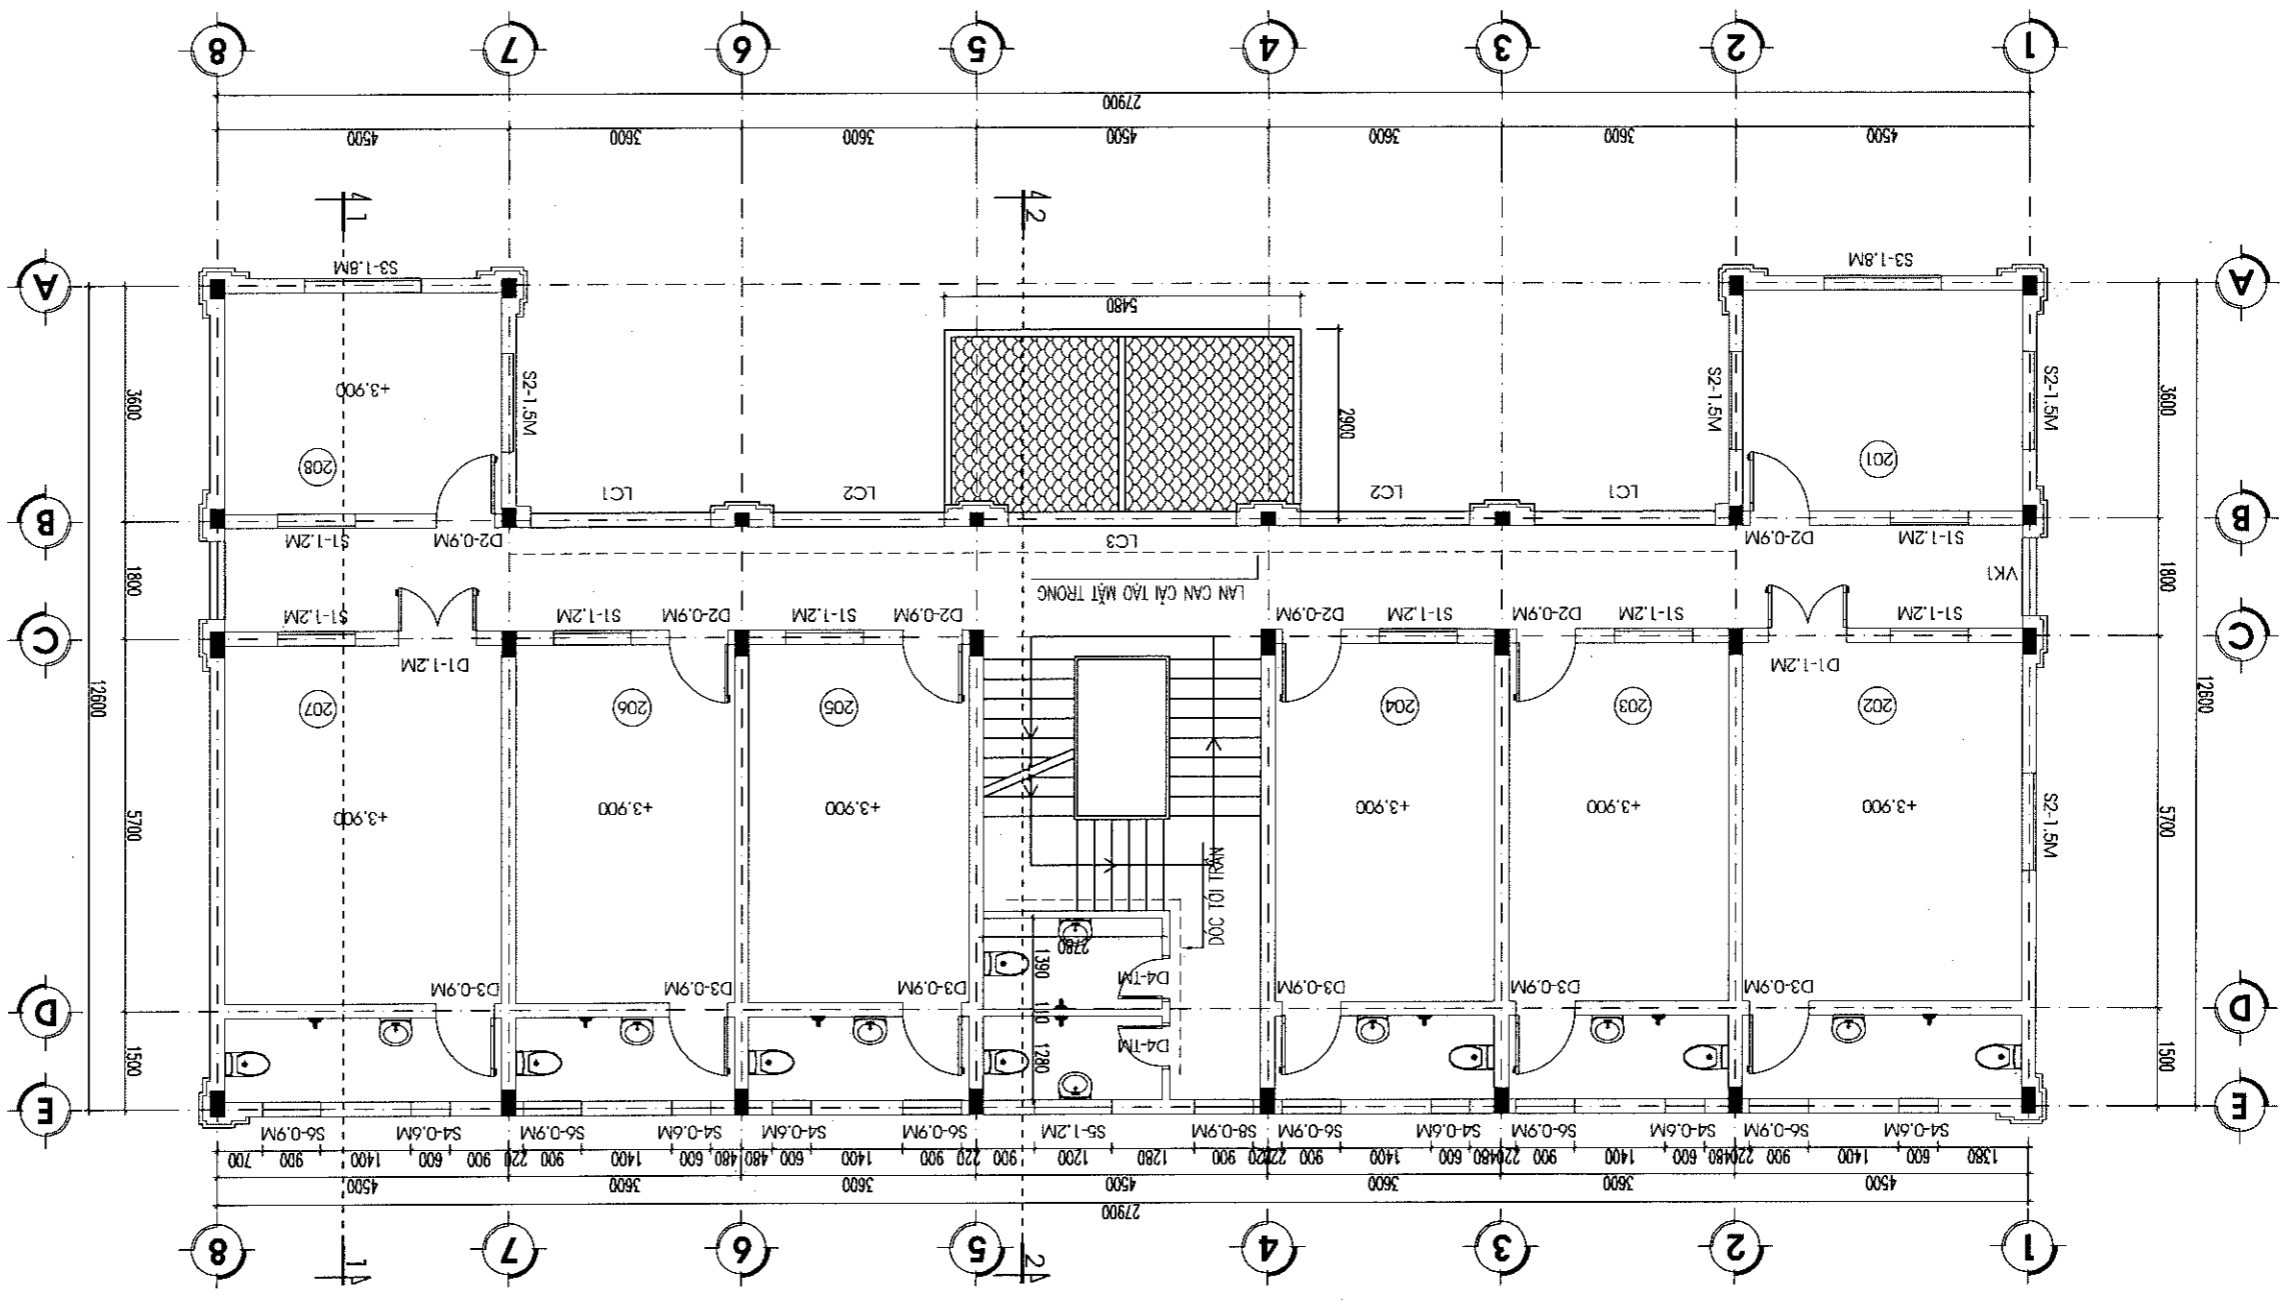 1 2 3 4 5 6 7 8
2 1
27900
4500 3600 3600 4500 3600 3600 4500
1380 600 1400 900 220 480 600 1400 900 220 480 600 1400 900 220 220 900 1280 1200 900 220 900 1400 600 480 480 600 1400 900 220 900 600 1400 900 700
S4-0.6M S6-0.9M S4-0.6M S6-0.9M S4-0.6M S6-0.9M S8-0.9M S5-1.2M S6-0.9M S4-0.6M S4-0.6M S6-0.9M S4-0.6M S6-0.9M
E E
1500 1280 1500
D4-TM
110
D D
D4-TM
D3-0.9M D3-0.9M D3-0.9M D3-0.9M D3-0.9M D3-0.9M
1390
2780
DỐC TỘI TRẦN
12600 5700 S2-1.5M 5700 12600
+3.900 +3.900 +3.900 +3.900 +3.900 +3.900
202 203 204 205 206 207
D1-1.2M D1-1.2M
C C
S1-1.2M S1-1.2M D2-0.9M S1-1.2M D2-0.9M D2-0.9M S1-1.2M D2-0.9M S1-1.2M S1-1.2M
LAN CAN CẢI TẠO MẶT TRONG
1800 VK1 1800
S1-1.2M D2-0.9M LC3 D2-0.9M S1-1.2M
B B
LC1 LC2 LC2 LC1
201 208
3600 S2-1.5M S2-1.5M 2900 S2-1.5M 3600
+3.900
5480
A A
S3-1.8M S3-1.8M
2 1
4500 3600 3600 4500 3600 3600 4500
27900
1 2 3 4 5 6 7 8